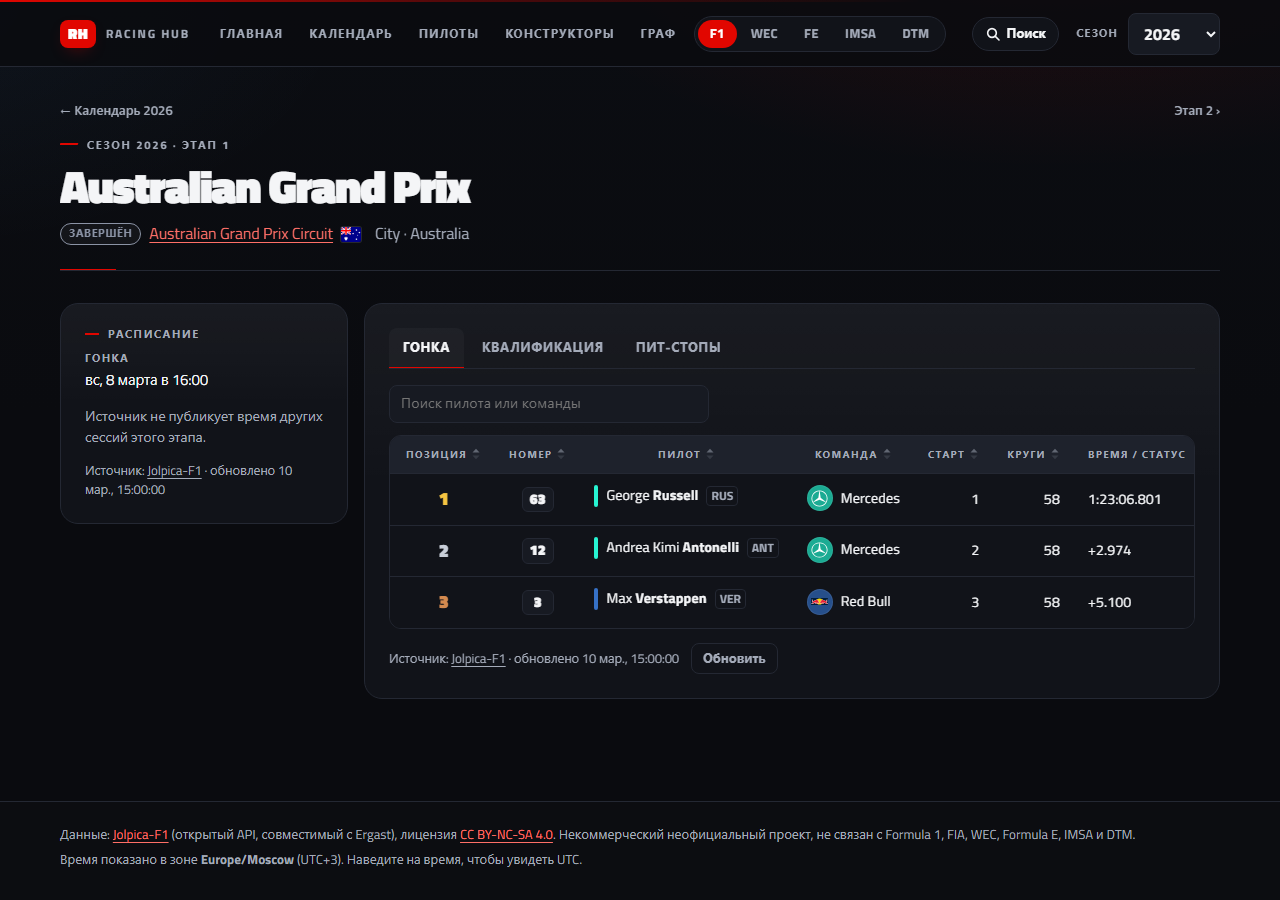 RH RACING HUB ГЛАВНАЯ КАЛЕНДАРЬ ПИЛОТЫ КОНСТРУКТОРЫ ГРАФ F1 WEC FE IMSA DTM Поиск СЕЗОН 2026
← Календарь 2026 Этап 2 ›
СЕЗОН 2026 · ЭТАП 1
Australian Grand Prix
ЗАВЕРШЁН Australian Grand Prix Circuit City · Australia
РАСПИСАНИЕ
ГОНКА
вс, 8 марта в 16:00
Источник не публикует время других
сессий этого этапа.
Источник: Jolpica-F1 · обновлено 10
мар., 15:00:00
ГОНКА КВАЛИФИКАЦИЯ ПИТ-СТОПЫ
Поиск пилота или команды
ПОЗИЦИЯ НОМЕР ПИЛОТ КОМАНДА СТАРТ КРУГИ ВРЕМЯ / СТАТУС
1 63 George Russell RUS Mercedes 1 58 1:23:06.801
2 12 Andrea Kimi Antonelli ANT Mercedes 2 58 +2.974
3 3 Max Verstappen VER Red Bull 3 58 +5.100
Источник: Jolpica-F1 · обновлено 10 мар., 15:00:00 Обновить
Данные: Jolpica-F1 (открытый API, совместимый с Ergast), лицензия CC BY-NC-SA 4.0. Некоммерческий неофициальный проект, не связан с Formula 1, FIA, WEC, Formula E, IMSA и DTM.
Время показано в зоне Europe/Moscow (UTC+3). Наведите на время, чтобы увидеть UTC.